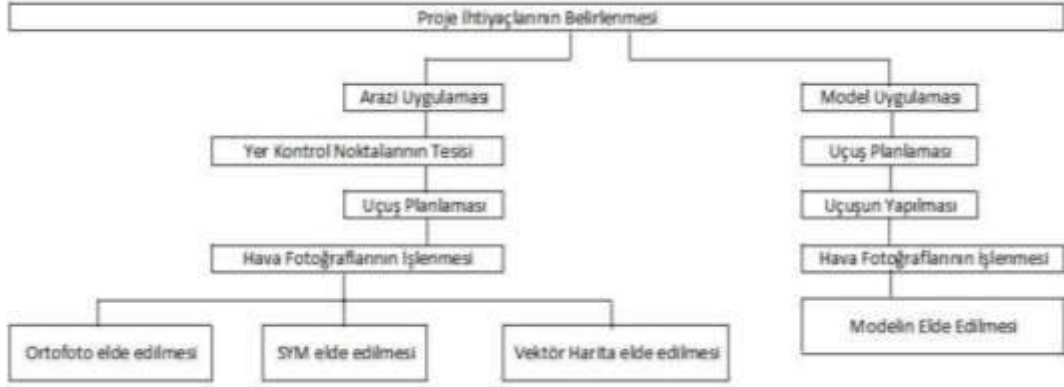 Proje İhtiyaçlarının Belirlenmesi
Arazi Uygulaması
Model Uygulaması
Yer Kontrol Noktalarının Tesisi
Uçuş Planlaması
Uçuş Planlaması
Uçuşun Yapılması
Hava Fotoğraflarının İşlenmesi
Hava Fotoğraflarının İşlenmesi
Ortofoto elde edilmesi
SYM elde edilmesi
Vektör Harita elde edilmesi
Modelin Elde Edilmesi